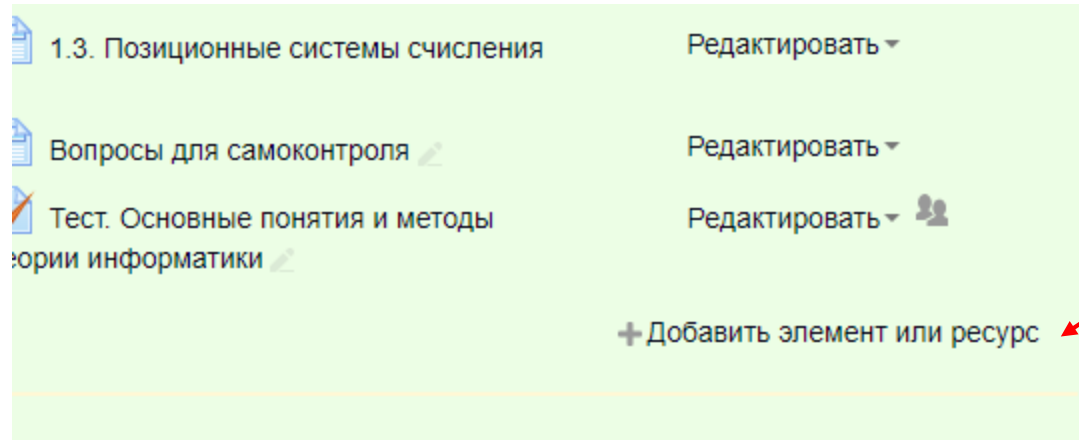 1.3. Позиционные системы счисления Редактировать
Вопросы для самоконтроля Редактировать
Тест. Основные понятия и методы Редактировать
еории информатики
Добавить элемент или ресурс